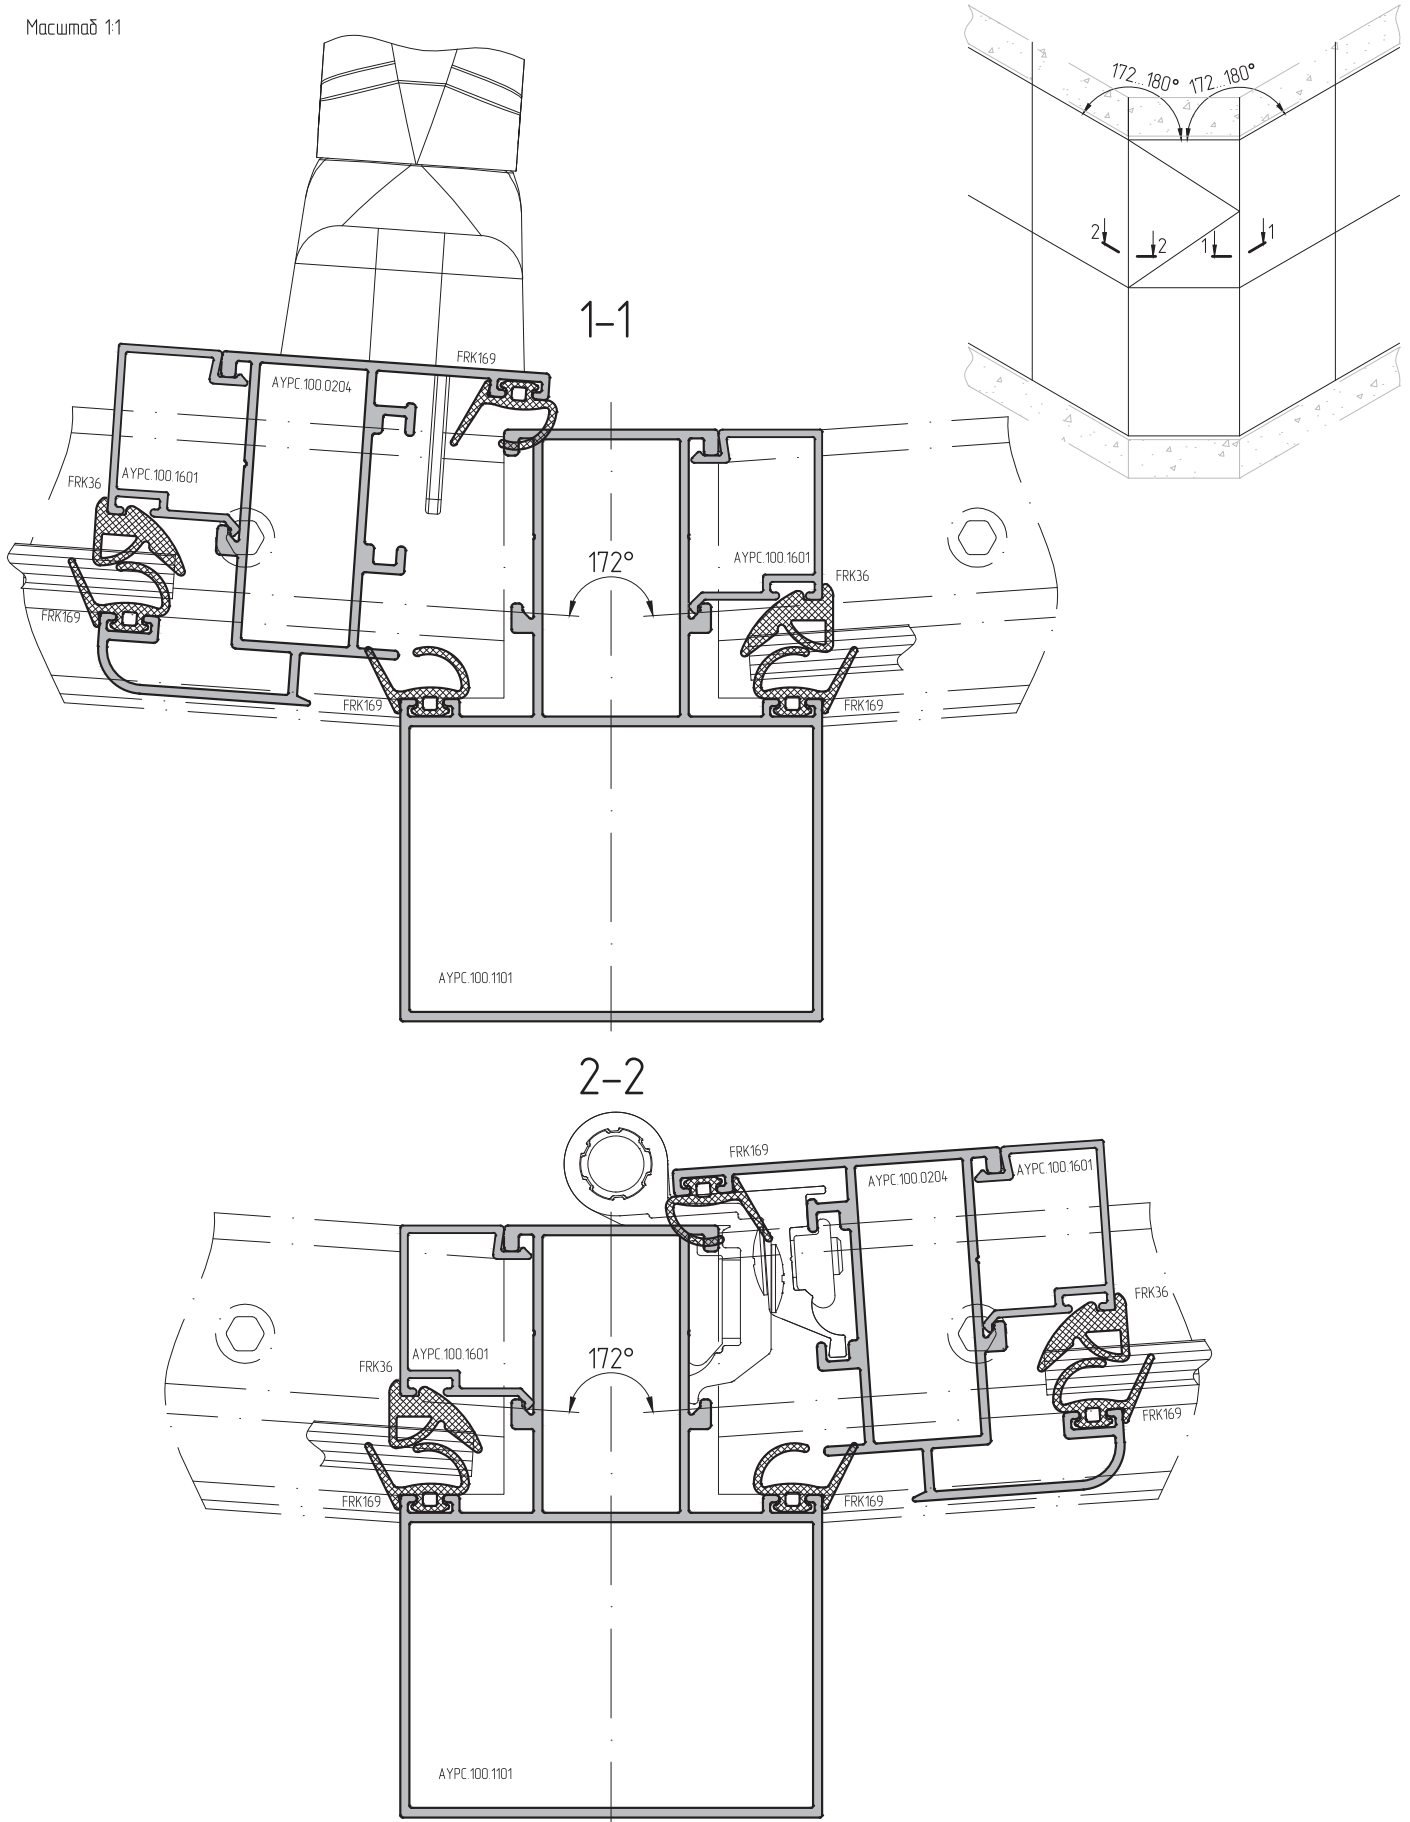 Масштаб 1:1
172...180° 172...180°
2 2 1 1
1–1
FRK169
AYPC.100.0204
AYPC.100.1601
FRK36
172°
AYPC.100.1601
FRK36
FRK169
FRK169
FRK169
AYPC.100.1101
2–2
FRK169
AYPC.100.0204
AYPC.100.1601
FRK36
AYPC.100.1601
172°
FRK36
FRK169
FRK169
FRK169
AYPC.100.1101